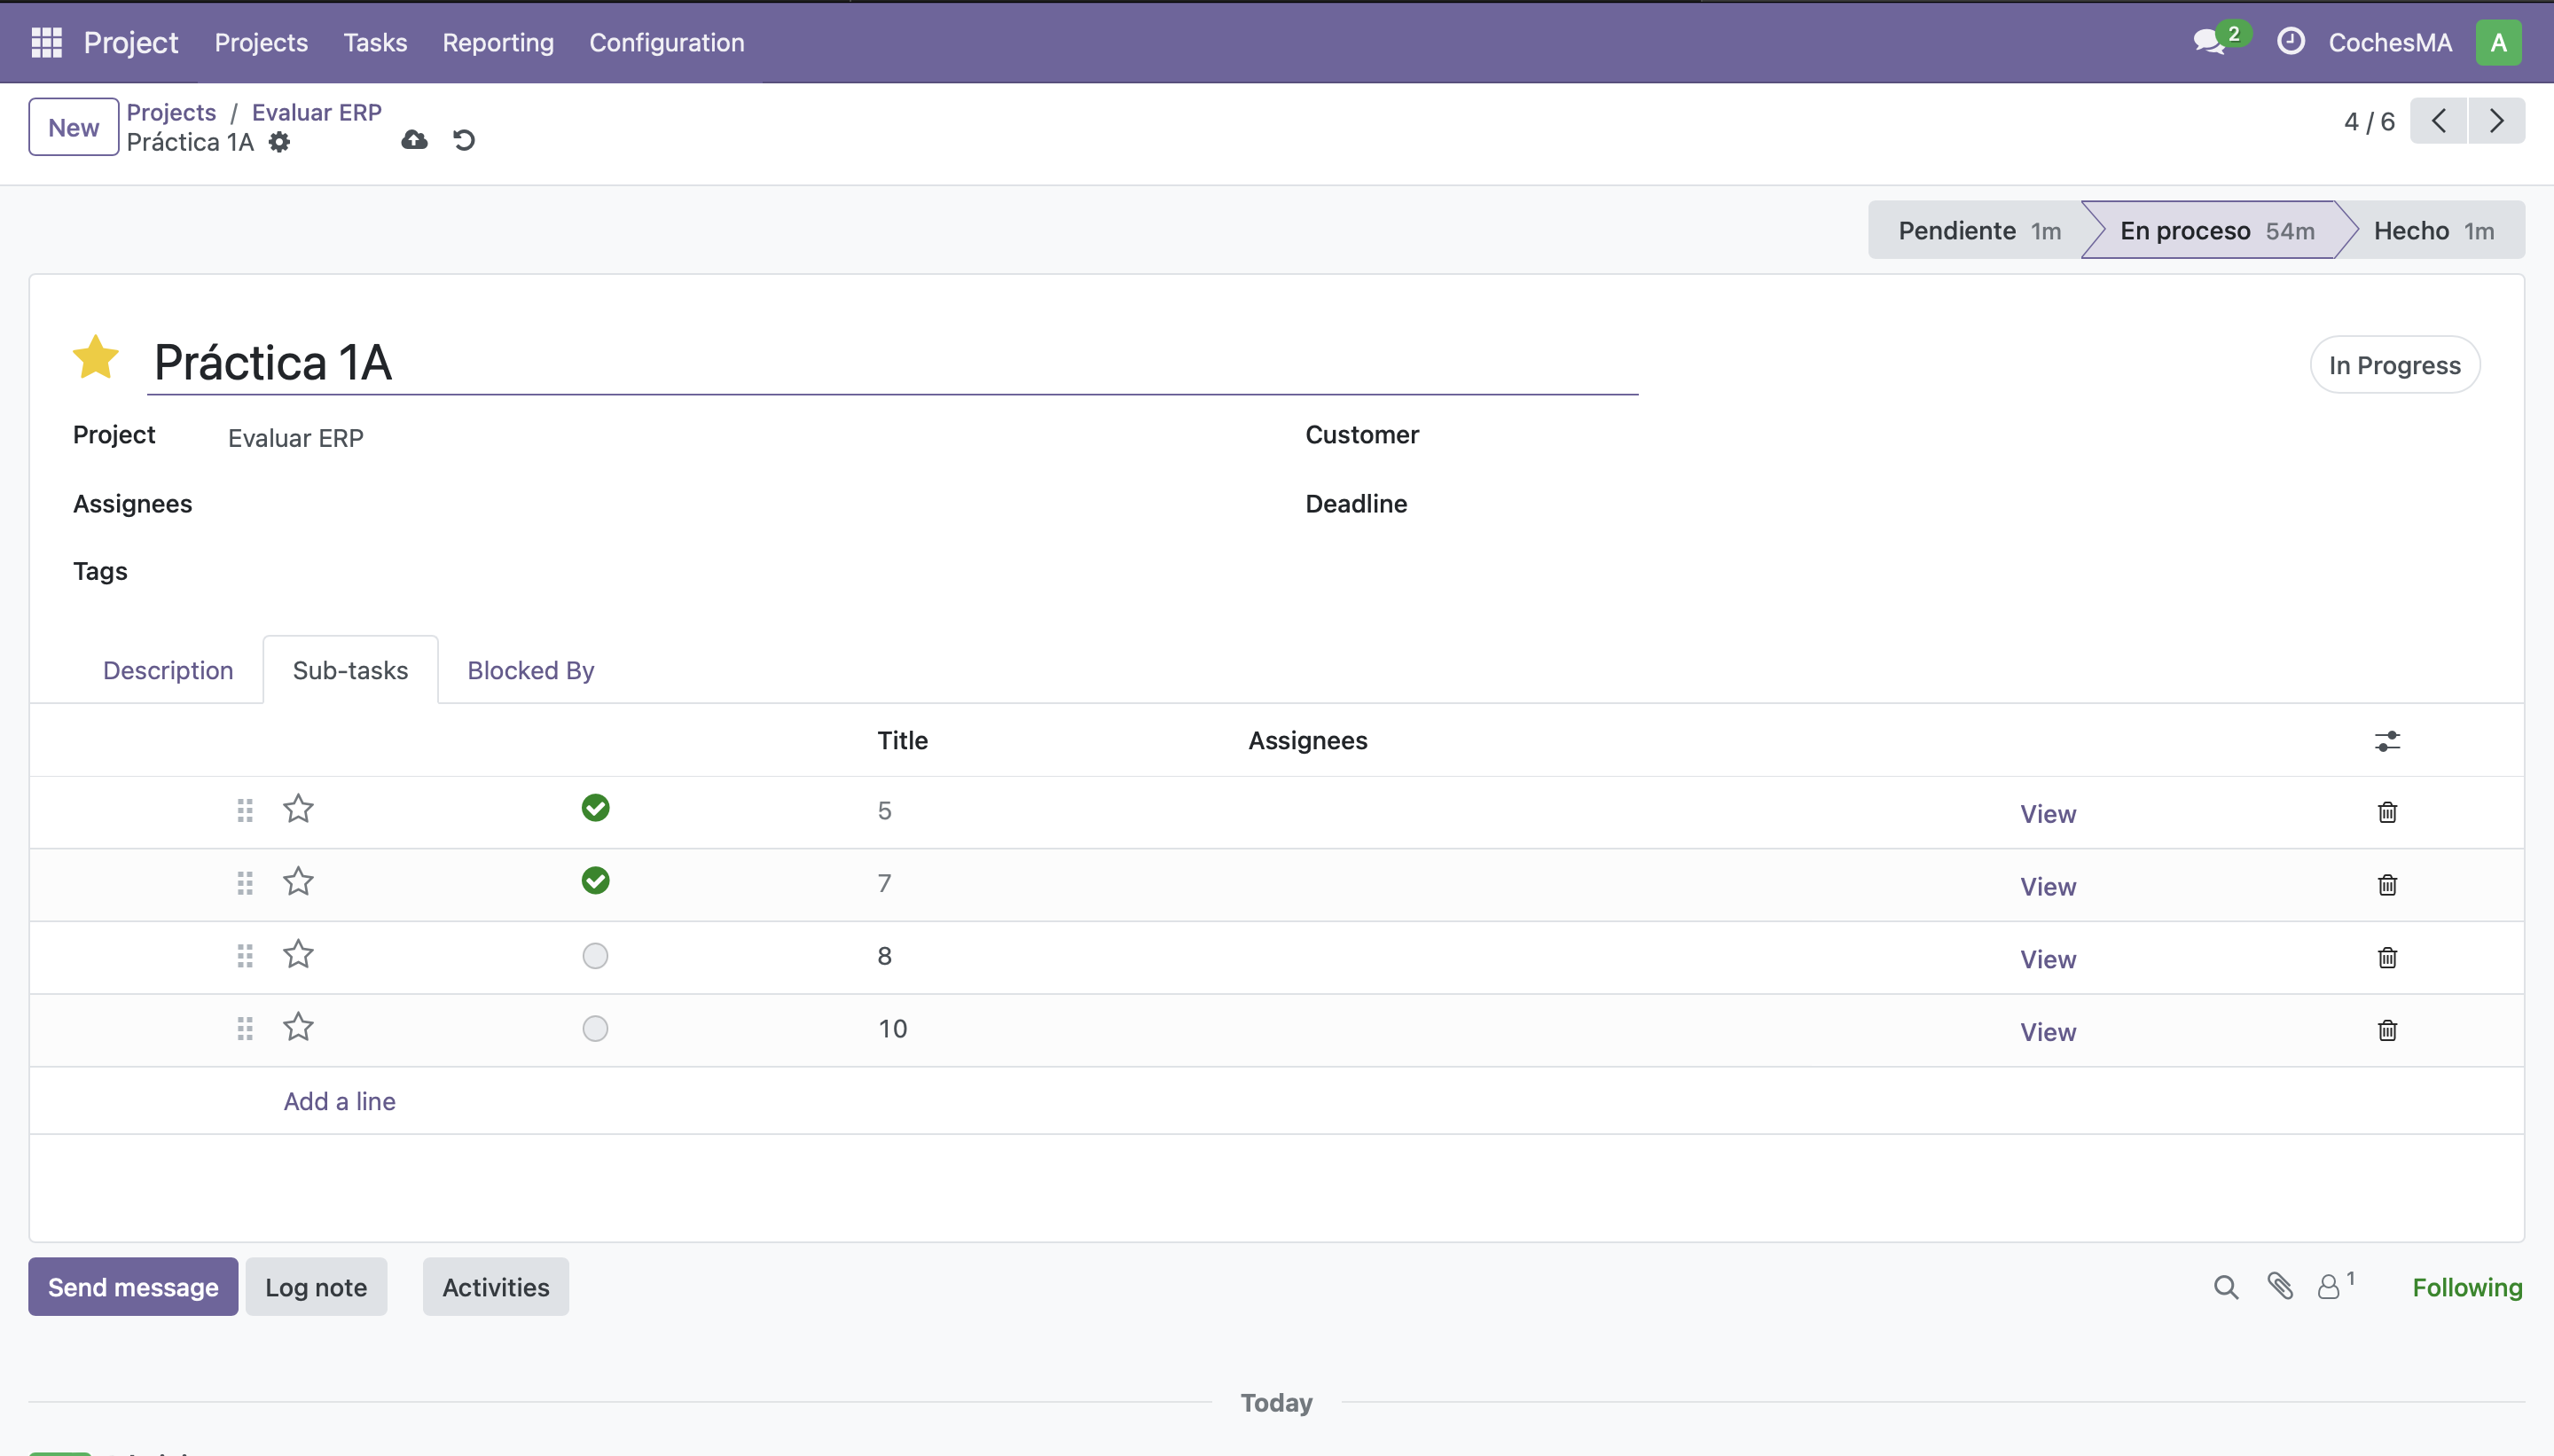 Project Projects Tasks Reporting Configuration 2 CochesMA A
New Projects / Evaluar ERP
Práctica 1A
4 / 6
Pendiente 1m En proceso 54m Hecho 1m
Práctica 1A
In Progress
Project Evaluar ERP Customer
Assignees Deadline
Tags
Description Sub-tasks Blocked By
Title Assignees
5 View
7 View
8 View
10 View
Add a line
Send message Log note Activities 1 Following
Today